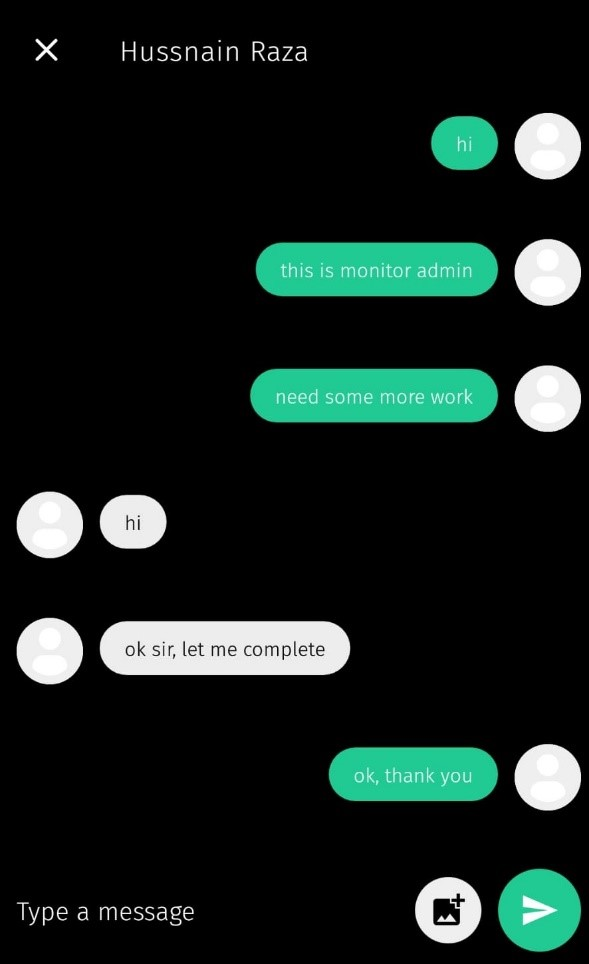 Hussnain Raza
hi
this is monitor admin
need some more work
hi
ok sir, let me complete
ok, thank you
Type a message